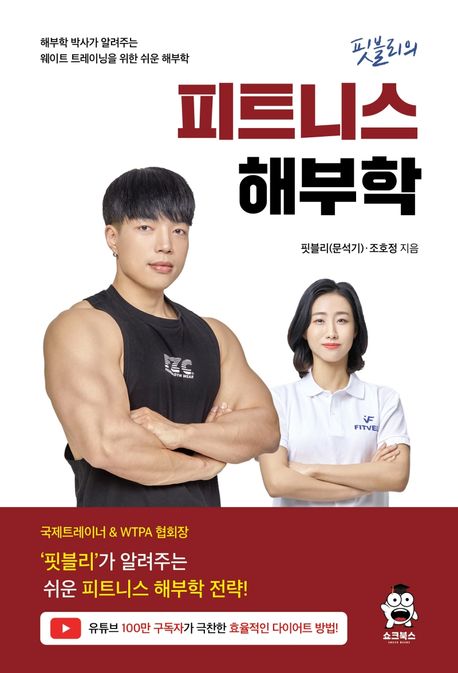 해부학 박사가 알려주는
웨이트 트레이닝을 위한 쉬운 해부학
핏블리의
피트니스
해부학
핏블리(문석기)·조호정 지음
GYM WEAR
FITVE
국제트레이너 & WTPA 협회장
‘핏블리’가 알려주는
쉬운 피트니스 해부학 전략!
유튜브 100만 구독자가 극찬한 효율적인 다이어트 방법!
쇼크북스